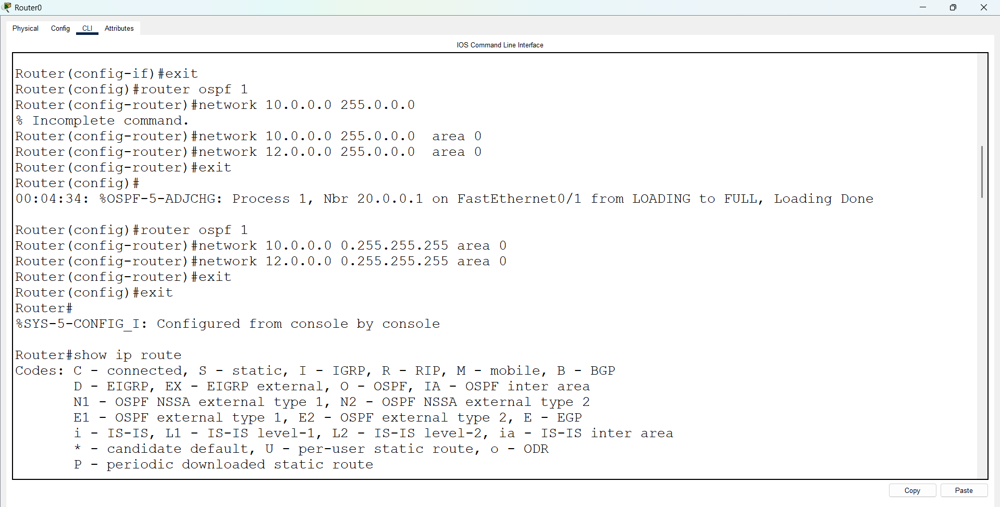 Router0
Physical Config CLI Attributes
IOS Command Line Interface
Router(config-if)#exit
Router(config)#router ospf 1
Router(config-router)#network 10.0.0.0 255.0.0.0
% Incomplete command.
Router(config-router)#network 10.0.0.0 255.0.0.0  area 0
Router(config-router)#network 12.0.0.0 255.0.0.0  area 0
Router(config-router)#exit
Router(config)#
00:04:34: %OSPF-5-ADJCHG: Process 1, Nbr 20.0.0.1 on FastEthernet0/1 from LOADING to FULL, Loading Done
Router(config)#router ospf 1
Router(config-router)#network 10.0.0.0 0.255.255.255 area 0
Router(config-router)#network 12.0.0.0 0.255.255.255 area 0
Router(config-router)#exit
Router(config)#exit
Router#
%SYS-5-CONFIG_I: Configured from console by console
Router#show ip route
Codes: C - connected, S - static, I - IGRP, R - RIP, M - mobile, B - BGP
D - EIGRP, EX - EIGRP external, O - OSPF, IA - OSPF inter area
N1 - OSPF NSSA external type 1, N2 - OSPF NSSA external type 2
E1 - OSPF external type 1, E2 - OSPF external type 2, E - EGP
i - IS-IS, L1 - IS-IS level-1, L2 - IS-IS level-2, ia - IS-IS inter area
* - candidate default, U - per-user static route, o - ODR
P - periodic downloaded static route
Copy Paste